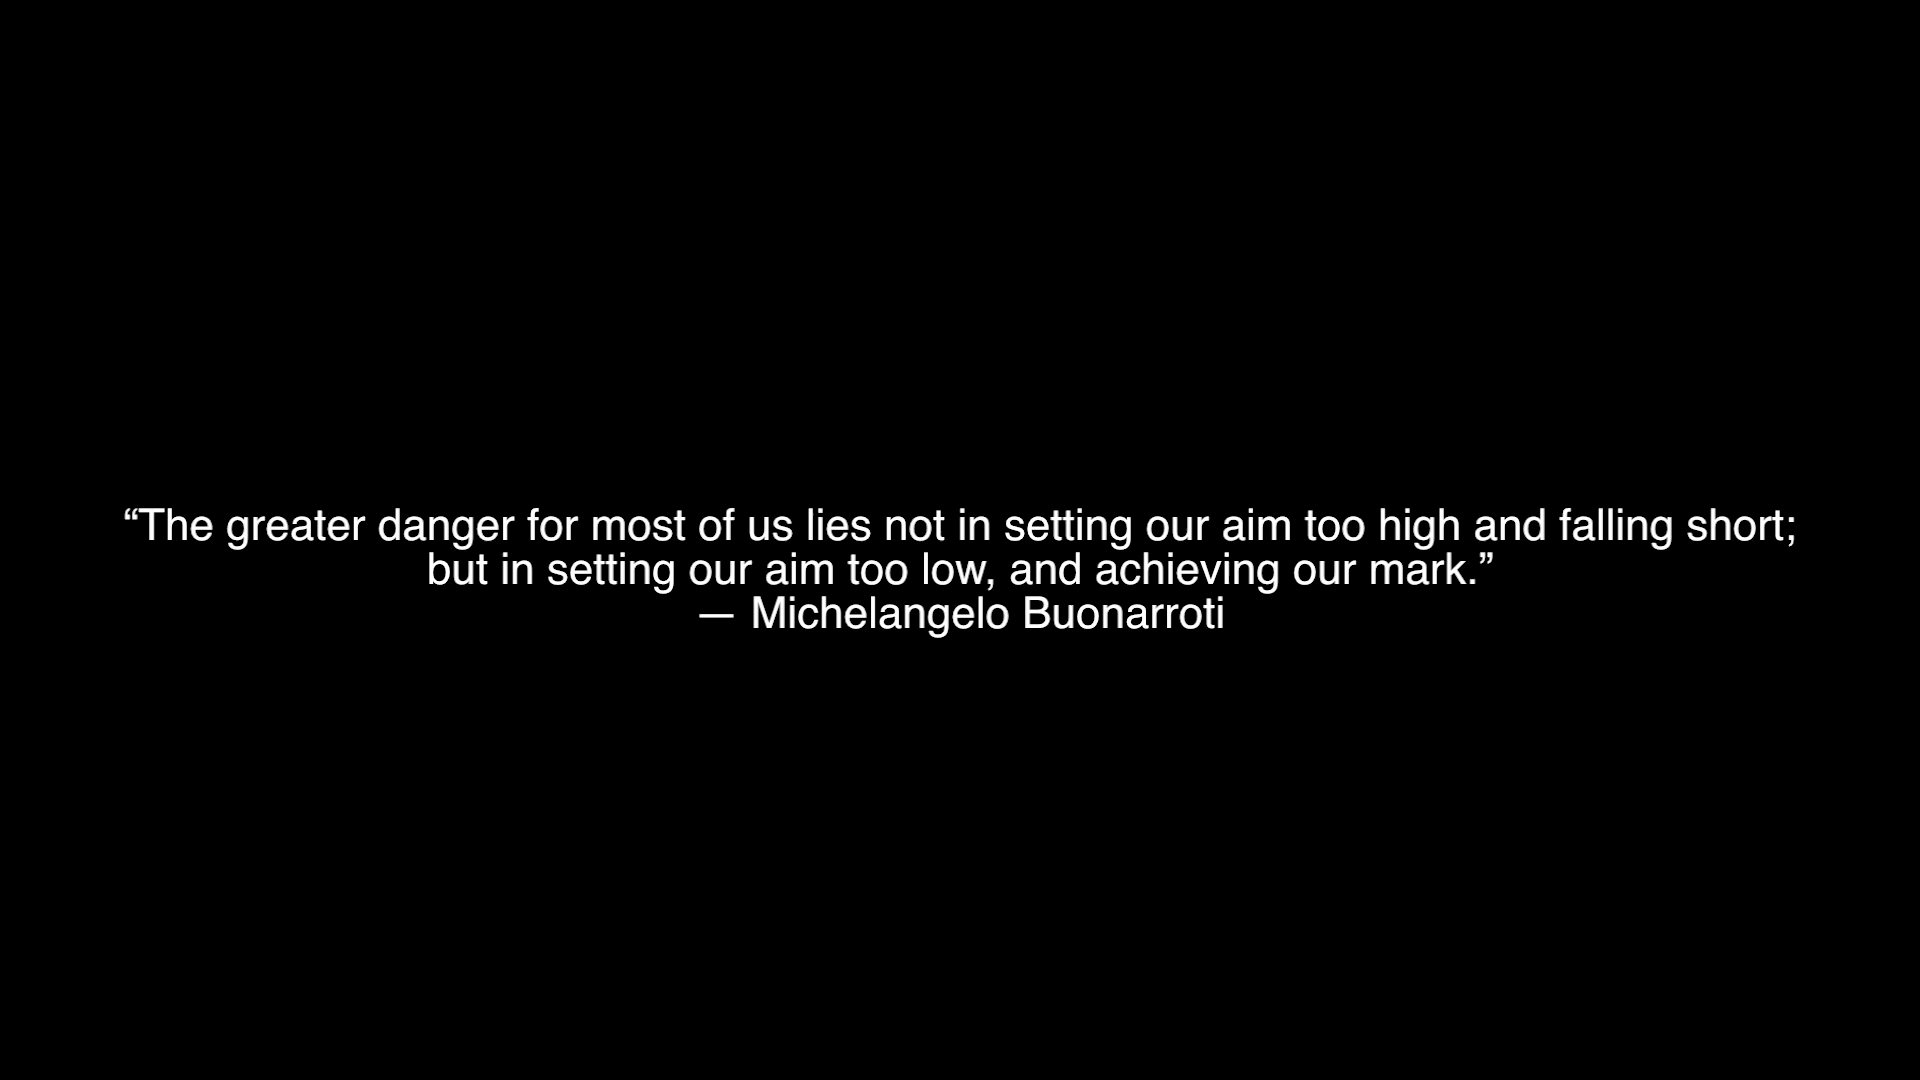 “The greater danger for most of us lies not in setting our aim too high and falling short;
but in setting our aim too low, and achieving our mark.”
— Michelangelo Buonarroti